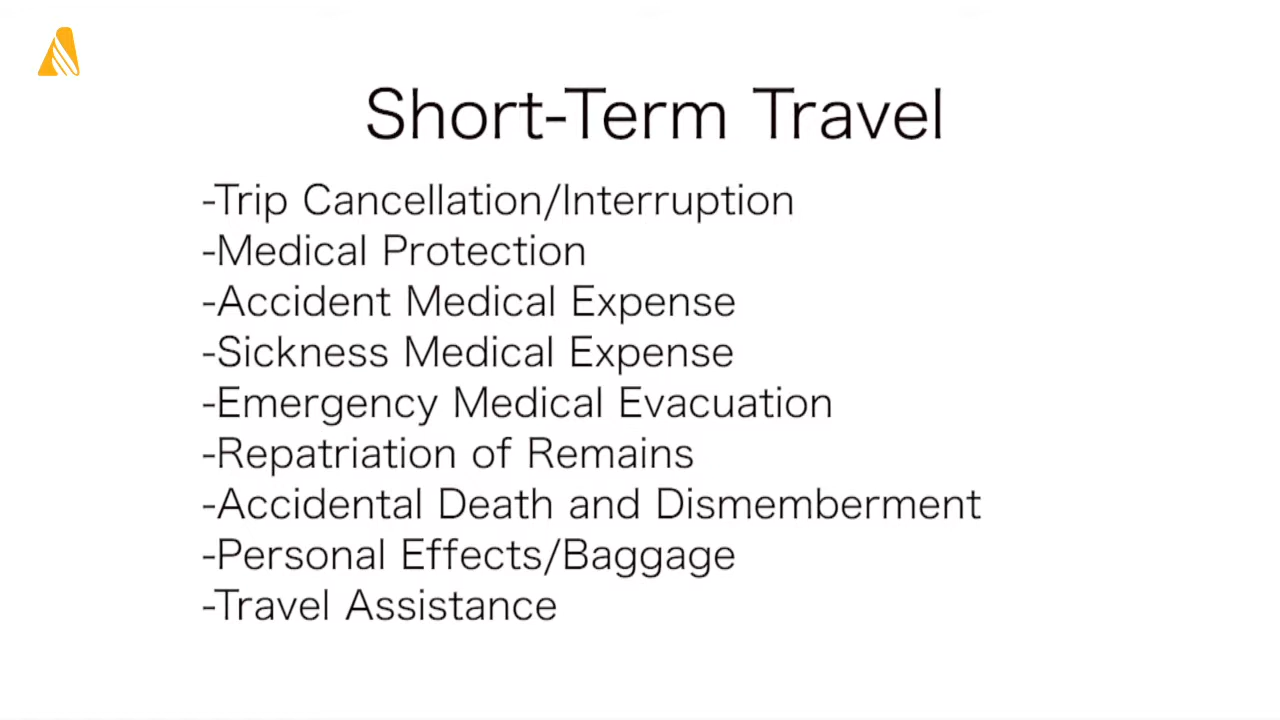 Short-Term Travel
-Trip Cancellation/Interruption
-Medical Protection
-Accident Medical Expense
-Sickness Medical Expense
-Emergency Medical Evacuation
-Repatriation of Remains
-Accidental Death and Dismemberment
-Personal Effects/Baggage
-Travel Assistance